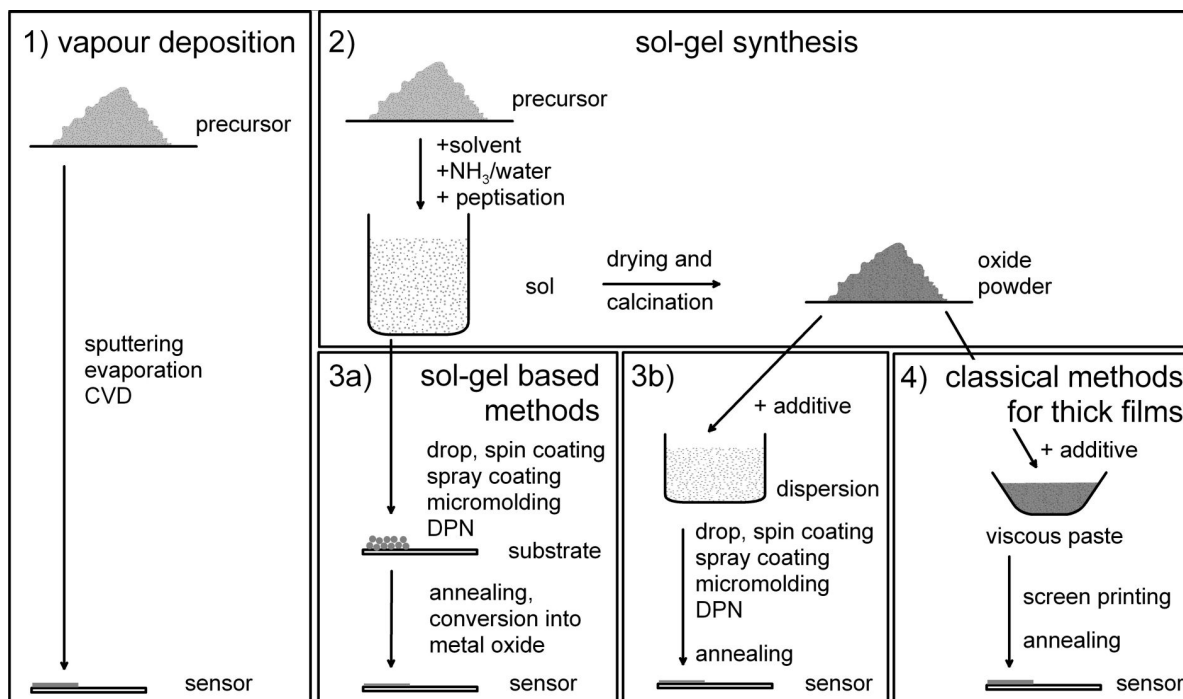 1) vapour deposition
precursor
sputtering
evaporation
CVD
sensor
2)
sol-gel synthesis
precursor
+solvent
+NH₃/water
+ peptisation
sol
drying and
calcination
oxide
powder
3a)
sol-gel based
methods
drop, spin coating
spray coating
micromolding
DPN
substrate
annealing,
conversion into
metal oxide
sensor
3b)
+ additive
dispersion
drop, spin coating
spray coating
micromolding
DPN
annealing
sensor
4) classical methods
for thick films
+ additive
viscous paste
screen printing
annealing
sensor